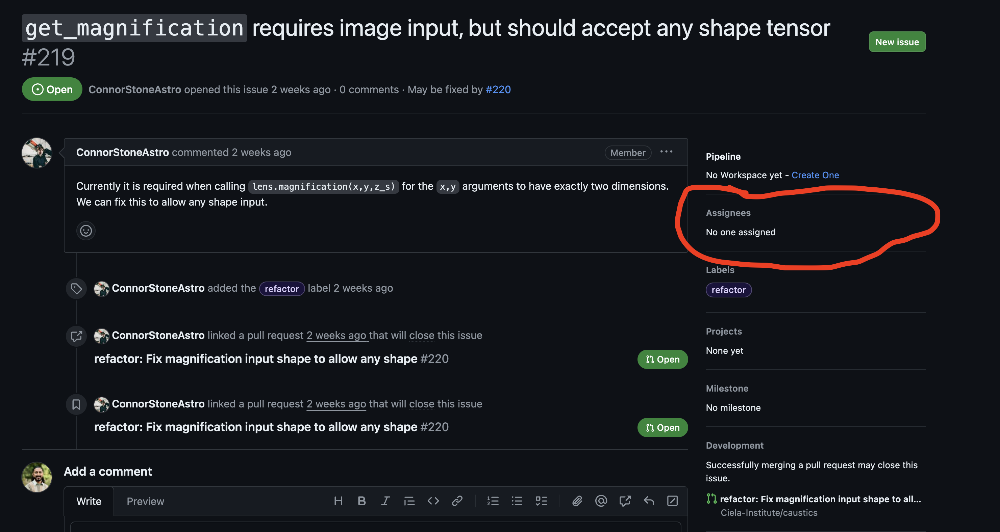 get_magnification requires image input, but should accept any shape tensor
#219
New issue
Open ConnorStoneAstro opened this issue 2 weeks ago · 0 comments · May be fixed by #220
ConnorStoneAstro commented 2 weeks ago
Member
Currently it is required when calling lens.magnification(x,y,z_s) for the x,y arguments to have exactly two dimensions.
We can fix this to allow any shape input.
ConnorStoneAstro added the refactor label 2 weeks ago
ConnorStoneAstro linked a pull request 2 weeks ago that will close this issue
refactor: Fix magnification input shape to allow any shape #220
Open
ConnorStoneAstro linked a pull request 2 weeks ago that will close this issue
refactor: Fix magnification input shape to allow any shape #220
Open
Add a comment
Write Preview
Pipeline
No Workspace yet - Create One
Assignees
No one assigned
Labels
refactor
Projects
None yet
Milestone
No milestone
Development
Successfully merging a pull request may close this
issue.
refactor: Fix magnification input shape to all...
Ciela-Institute/caustics